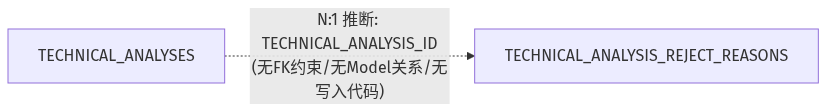 TECHNICAL_ANALYSES
N:1 推断:
TECHNICAL_ANALYSIS_ID
(无FK约束/无Model关系/无
写入代码)
TECHNICAL_ANALYSIS_REJECT_REASONS